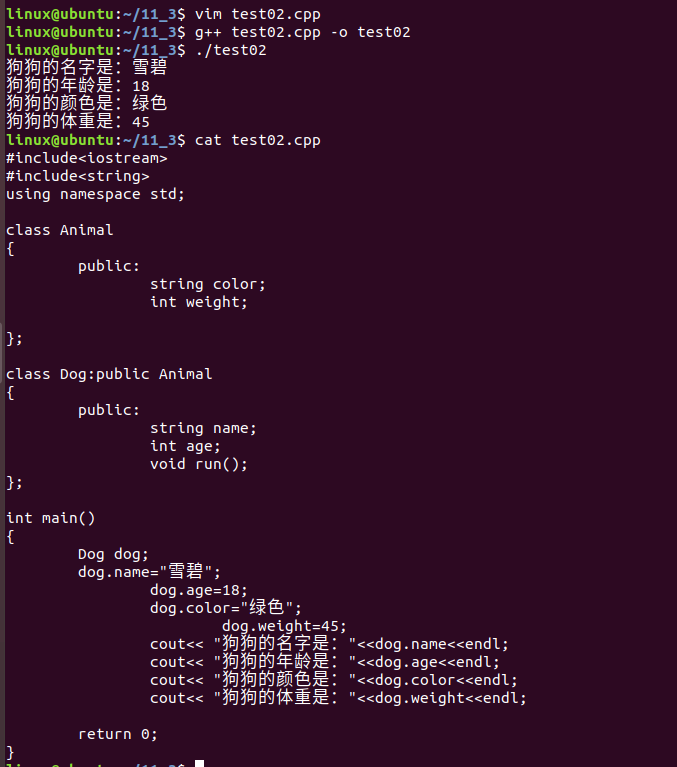 linux@ubuntu:~/11_3$ vim test02.cpp
linux@ubuntu:~/11_3$ g++ test02.cpp -o test02
linux@ubuntu:~/11_3$ ./test02
狗狗的名字是：雪碧
狗狗的年龄是：18
狗狗的颜色是：绿色
狗狗的体重是：45
linux@ubuntu:~/11_3$ cat test02.cpp
#include<iostream>
#include<string>
using namespace std;

class Animal
{
        public:
                string color;
                int weight;

};

class Dog:public Animal
{
        public:
                string name;
                int age;
                void run();
};

int main()
{
        Dog dog;
        dog.name="雪碧";
                dog.age=18;
                dog.color="绿色";
                        dog.weight=45;
                cout<< "狗狗的名字是："<<dog.name<<endl;
                cout<< "狗狗的年龄是："<<dog.age<<endl;
                cout<< "狗狗的颜色是："<<dog.color<<endl;
                cout<< "狗狗的体重是："<<dog.weight<<endl;

        return 0;
}
linux@ubuntu:~/11_3$